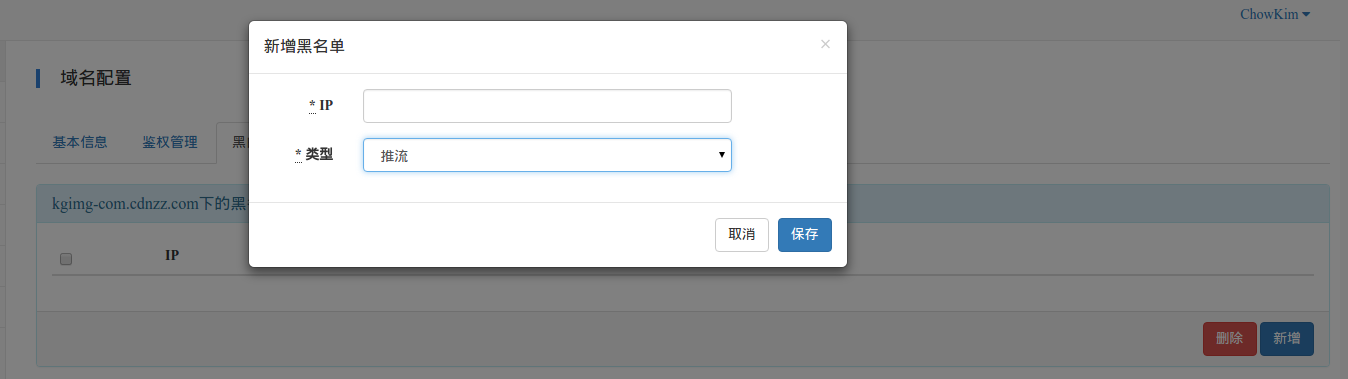 ChowKim
新增黑名单
×
域名配置
* IP
基本信息 鉴权管理 黑
* 类型 推流
kgimg-com.cdnzz.com下的黑
取消 保存
IP
删除 新增